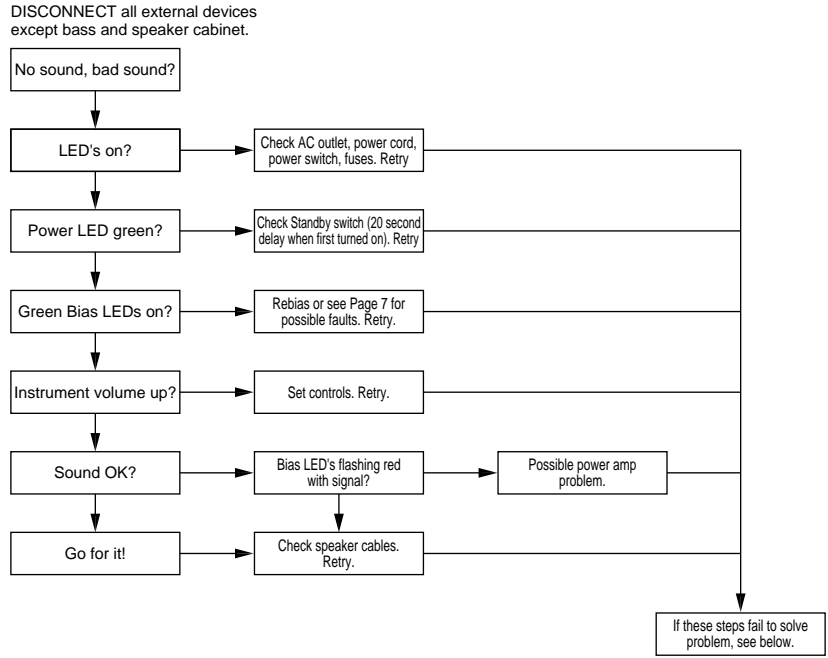 DISCONNECT all external devices
except bass and speaker cabinet.
No sound, bad sound?
LED's on?
Check AC outlet, power cord,
power switch, fuses. Retry
Power LED green?
Check Standby switch (20 second
delay when first turned on). Retry
Green Bias LEDs on?
Rebias or see Page 7 for
possible faults. Retry.
Instrument volume up?
Set controls. Retry.
Sound OK?
Bias LED's flashing red
with signal?
Possible power amp
problem.
Go for it!
Check speaker cables.
Retry.
If these steps fail to solve
problem, see below.